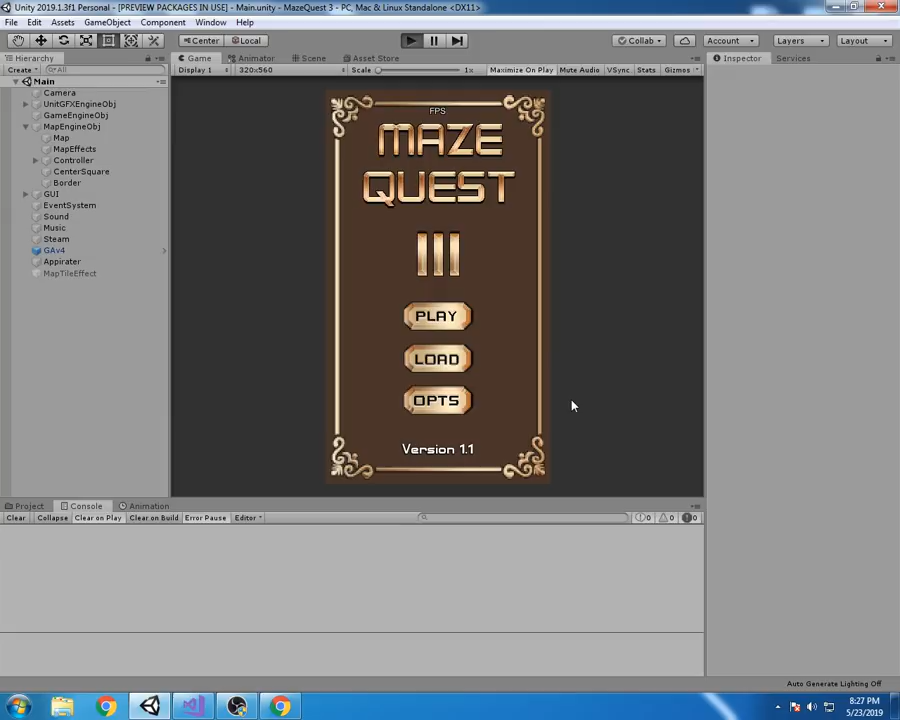 Unity 2019.1.3f1 Personal - [PREVIEW PACKAGES IN USE] - Main.unity - MazeQuest 3 - PC, Mac & Linux Standalone <DX11>
File Edit Assets GameObject Component Window Help
Center Local Collab Account Layers Layout
Hierarchy
Create All
Main
Camera
UnitGFXEngineObj
GameEngineObj
MapEngineObj
Map
MapEffects
Controller
CenterSquare
Border
GUI
EventSystem
Sound
Music
Steam
GAv4
Appirater
MapTileEffect
Game Animator Scene Asset Store
Display 1 320x560 Scale 1x Maximize On Play Mute Audio VSync Stats Gizmos
FPS
MAZE
QUEST
III
PLAY
LOAD
OPTS
Version 1.1
Inspector Services
Project Console Animation
Clear Collapse Clear on Play Clear on Build Error Pause Editor
0 0 0
Auto Generate Lighting Off
8:27 PM
5/23/2019